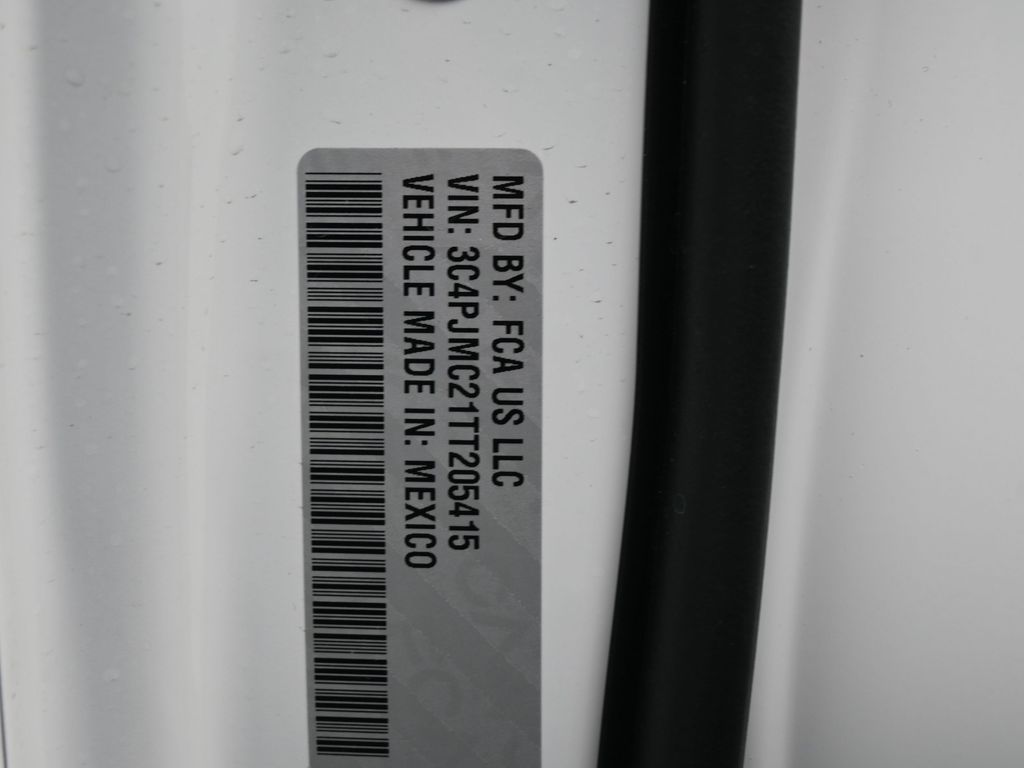 MFD BY: FCA US LLC
VIN: 3C4PJMC21TT205415
VEHICLE MADE IN: MEXICO